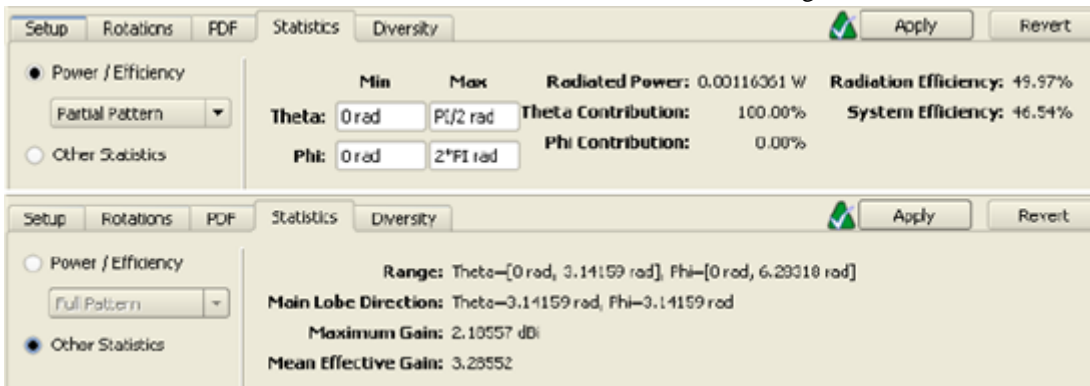 Setup Rotations PDF Statistics Diversity Apply Revert
Power / Efficiency
Partial Pattern
Other Statistics
Min Max
Theta: 0 rad PI/2 rad
Phi: 0 rad 2*PI rad
Radiated Power: 0.00116361 W
Theta Contribution: 100.00%
Phi Contribution: 0.00%
Radiation Efficiency: 49.97%
System Efficiency: 46.54%
Setup Rotations PDF Statistics Diversity Apply Revert
Power / Efficiency
Full Pattern
Other Statistics
Range: Theta=[0 rad, 3.14159 rad], Phi=[0 rad, 6.28318 rad]
Main Lobe Direction: Theta=3.14159 rad, Phi=3.14159 rad
Maximum Gain: 2.18557 dBi
Mean Effective Gain: 3.28552